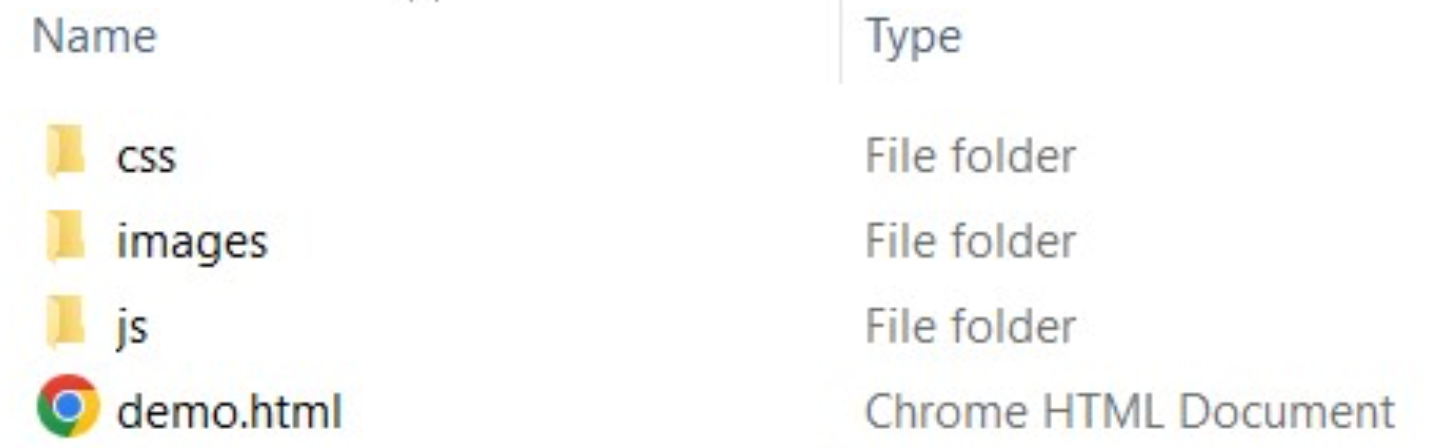 Name Type
css File folder
images File folder
js File folder
demo.html Chrome HTML Document